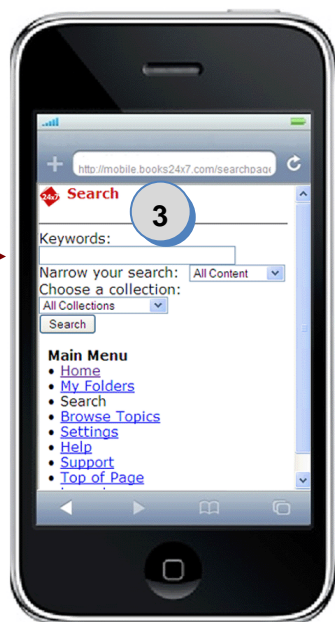 http://mobile.books24x7.com/searchpag
24x7 Search
3
Keywords:
Narrow your search: All Content
Choose a collection:
All Collections
Search
Main Menu
• Home
• My Folders
• Search
• Browse Topics
• Settings
• Help
• Support
• Top of Page